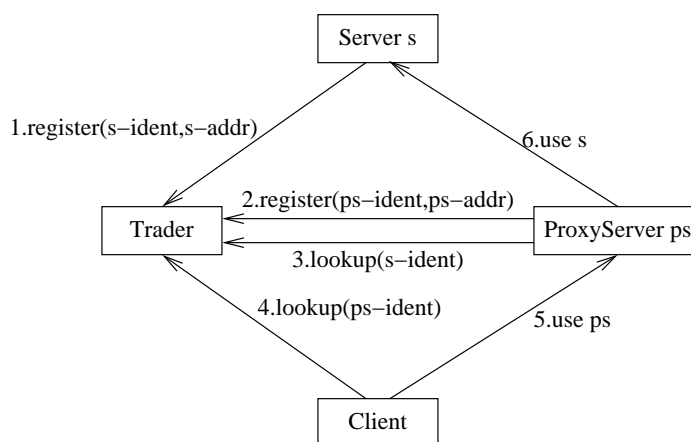 Server s
1.register(s−ident,s−addr)
6.use s
2.register(ps−ident,ps−addr)
Trader
ProxyServer ps
3.lookup(s−ident)
4.lookup(ps−ident)
5.use ps
Client